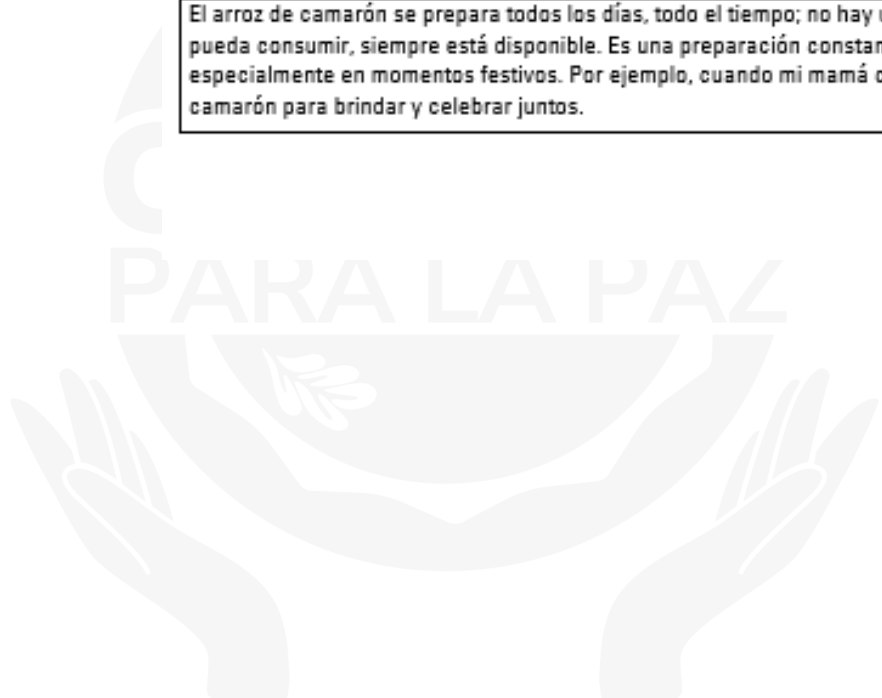 El arroz de camarón se prepara todos los días, todo el tiempo; no hay
pueda consumir, siempre está disponible. Es una preparación
especialmente en momentos festivos. Por ejemplo, cuando mi mamá
camarón para brindar y celebrar juntos.
PARA LA PAZ